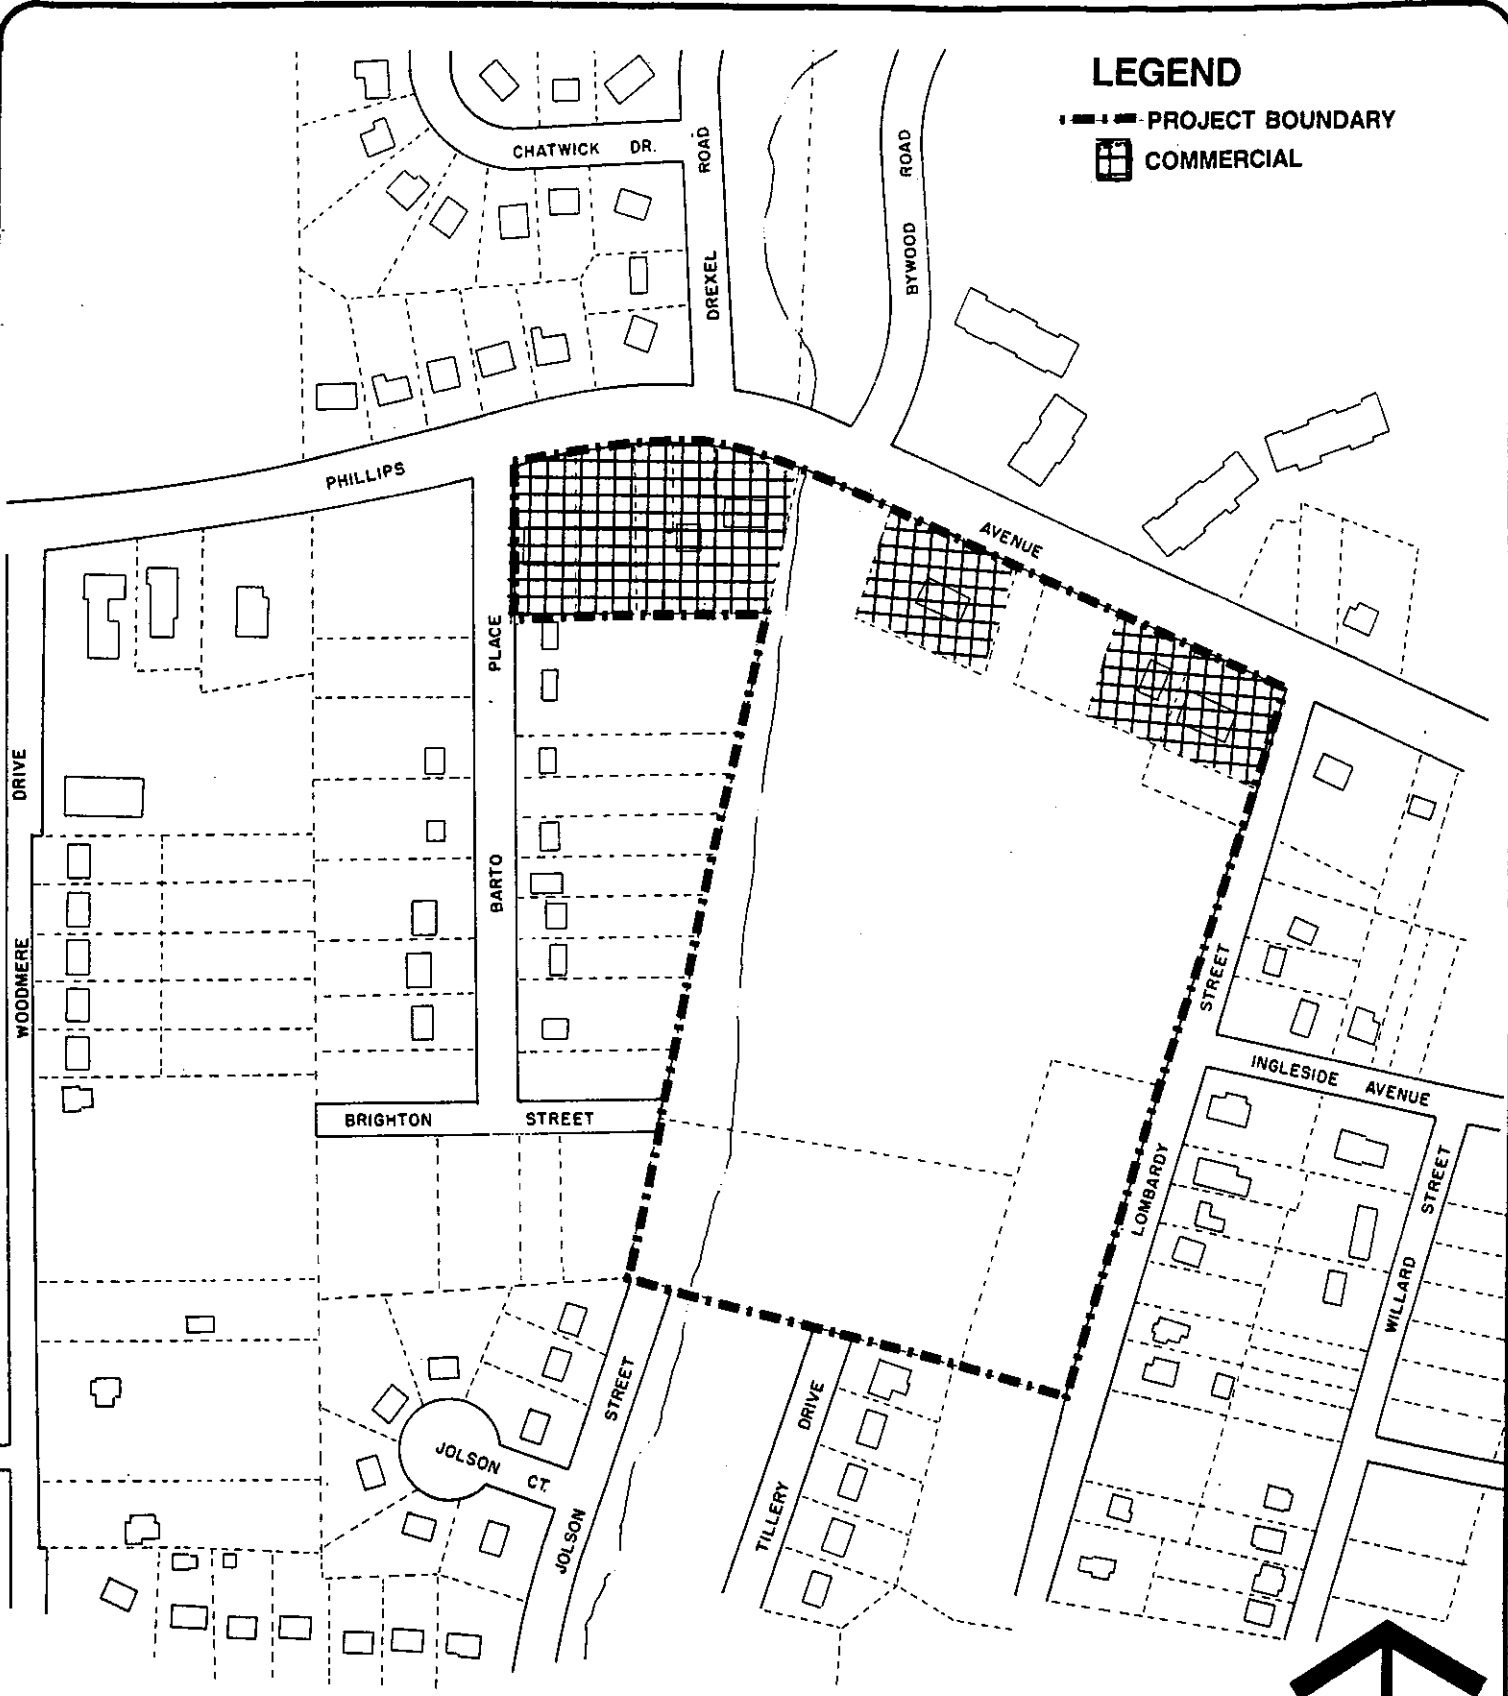 LEGEND
PROJECT BOUNDARY
COMMERCIAL
CHATWICK DR.
DREXEL ROAD
BYWOOD ROAD
PHILLIPS AVENUE
BARTO PLACE
WOODMERE DRIVE
BRIGHTON STREET
LOMBARDY STREET
INGLESIDE AVENUE
WILLARD STREET
JOLSON CT.
JOLSON STREET
TILLERY DRIVE